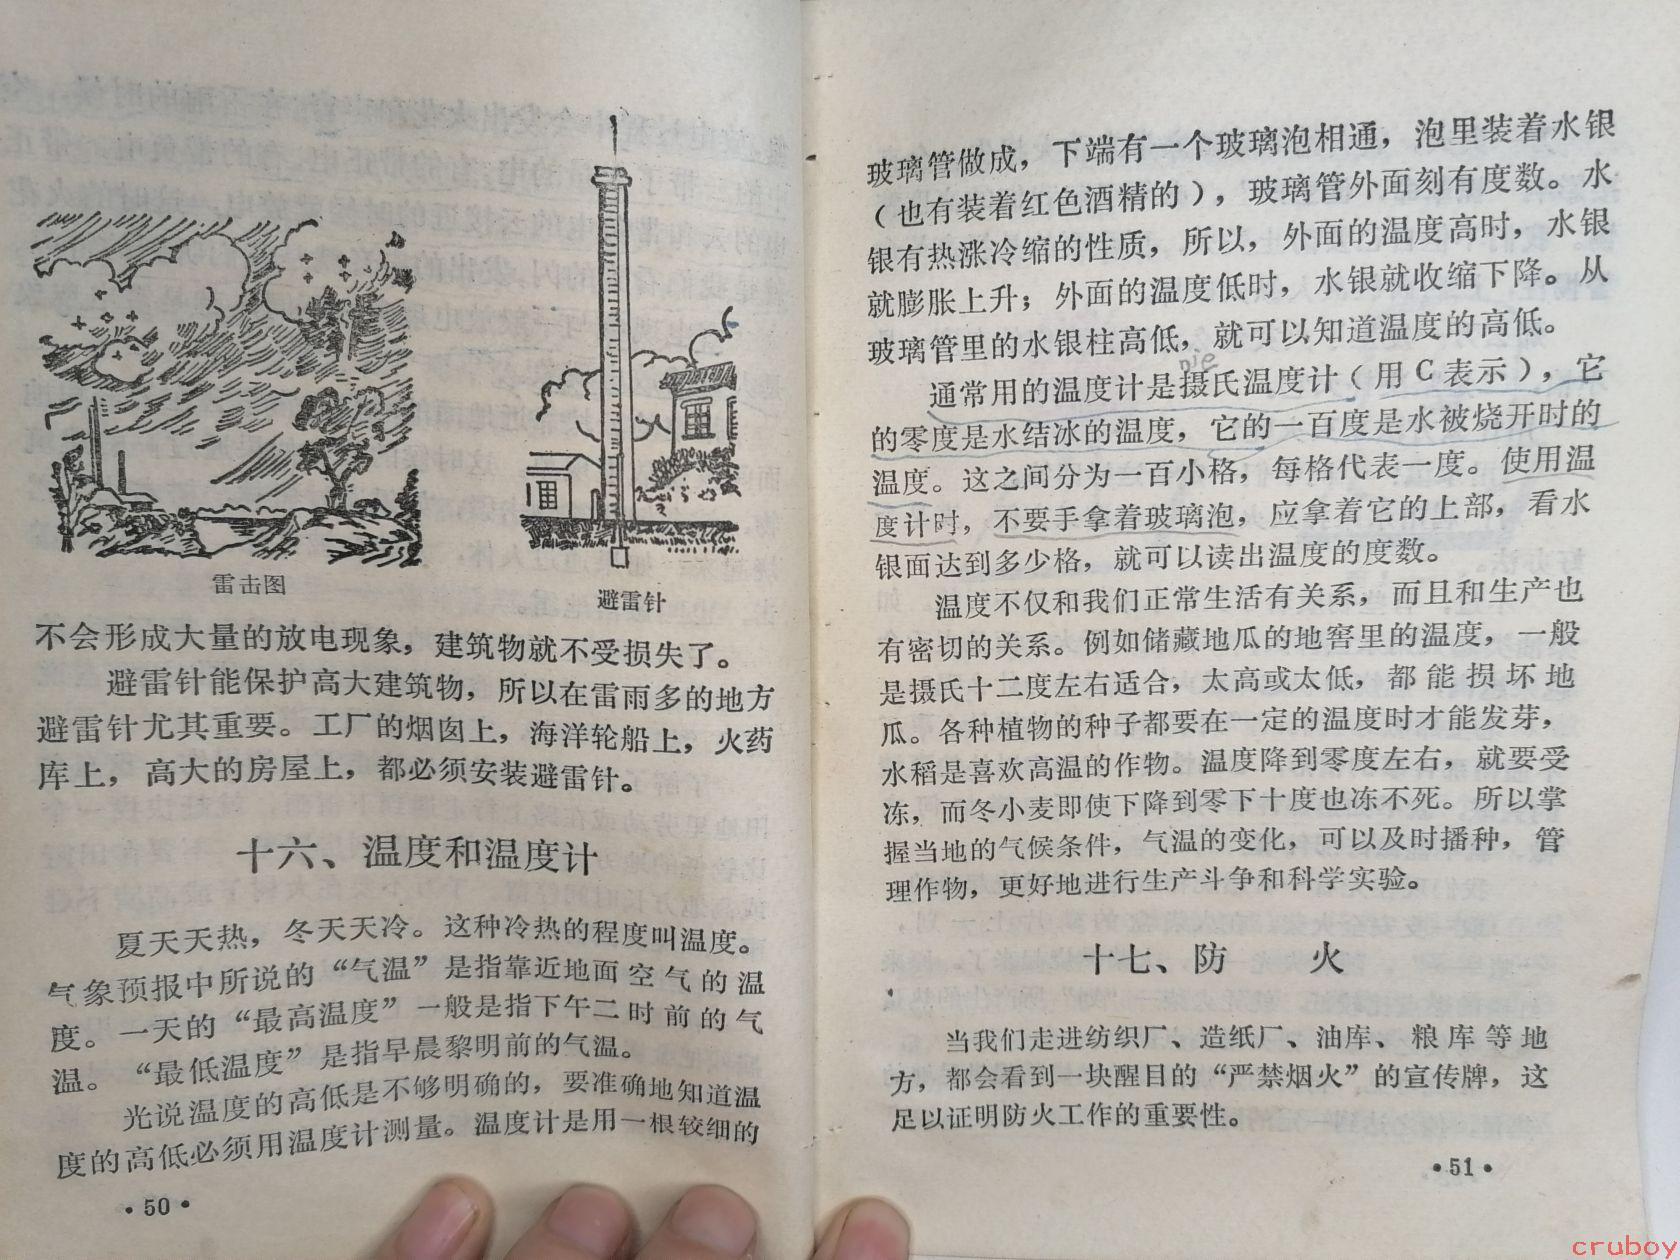 雷击图
避雷针
不会形成大量的放电现象，建筑物就不受损失了。
避雷针能保护高大建筑物，所以在雷雨多的地方
避雷针尤其重要。工厂的烟囱上，海洋轮船上，火药
库上，高大的房屋上，都必须安装避雷针。
十六、温度和温度计
夏天天热，冬天天冷。这种冷热的程度叫温度。
气象预报中所说的“气温”是指靠近地面空气的温
度。一天的“最高温度”一般是指下午二时前的气
温。“最低温度”是指早晨黎明前的气温。
光说温度的高低是不够明确的，要准确地知道温
度的高低必须用温度计测量。温度计是用一根较细的
·50·
玻璃管做成，下端有一个玻璃泡相通，泡里装着水银
（也有装着红色酒精的），玻璃管外面刻有度数。水
银有热涨冷缩的性质，所以，外面的温度高时，水银
就膨胀上升；外面的温度低时，水银就收缩下降。从
玻璃管里的水银柱高低，就可以知道温度的高低。
nie
通常用的温度计是摄氏温度计（用C表示），它
的零度是水结冰的温度，它的一百度是水被烧开时的
温度。这之间分为一百小格，每格代表一度。使用温
度计时，不要手拿着玻璃泡，应拿着它的上部，看水
银面达到多少格，就可以读出温度的度数。
温度不仅和我们正常生活有关系，而且和生产也
有密切的关系。例如储藏地瓜的地窖里的温度，一般
是摄氏十二度左右适合，太高或太低，都能损坏地
瓜。各种植物的种子都要在一定的温度时才能发芽，
水稻是喜欢高温的作物。温度降到零度左右，就要受
冻，而冬小麦即使下降到零下十度也冻不死。所以掌
握当地的气候条件，气温的变化，可以及时播种，管
理作物，更好地进行生产斗争和科学实验。
十七、防　火
当我们走进纺织厂、造纸厂、油库、粮库等地
方，都会看到一块醒目的“严禁烟火”的宣传牌，这
足以证明防火工作的重要性。
·51·
cruboy